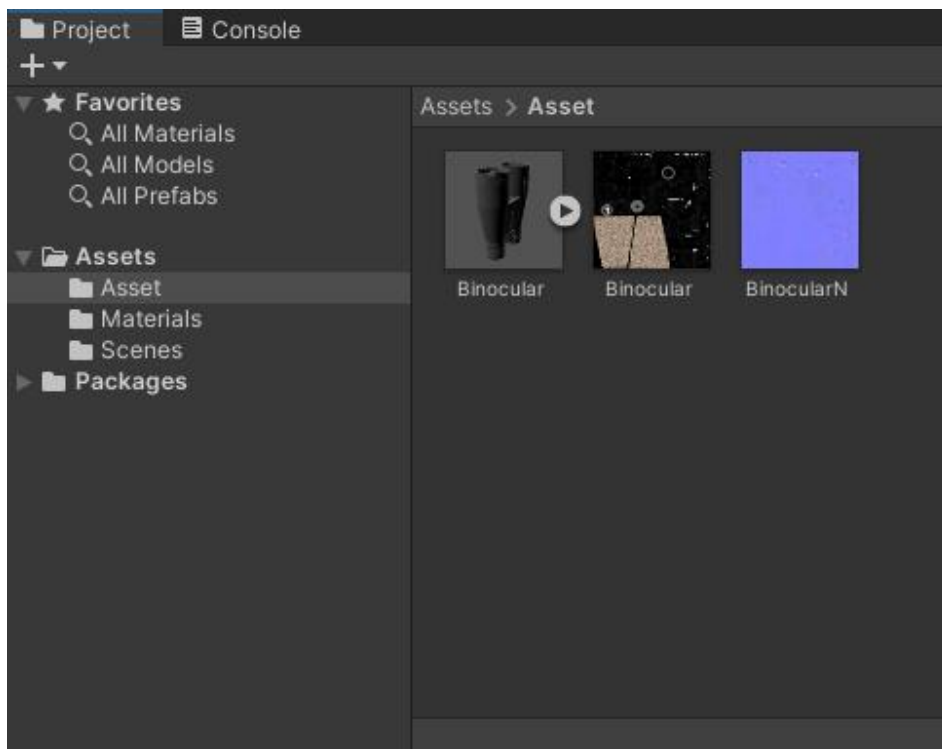 Project
Console
Favorites
All Materials
All Models
All Prefabs
Assets
Asset
Materials
Scenes
Packages
Assets > Asset
Binocular
Binocular
BinocularN